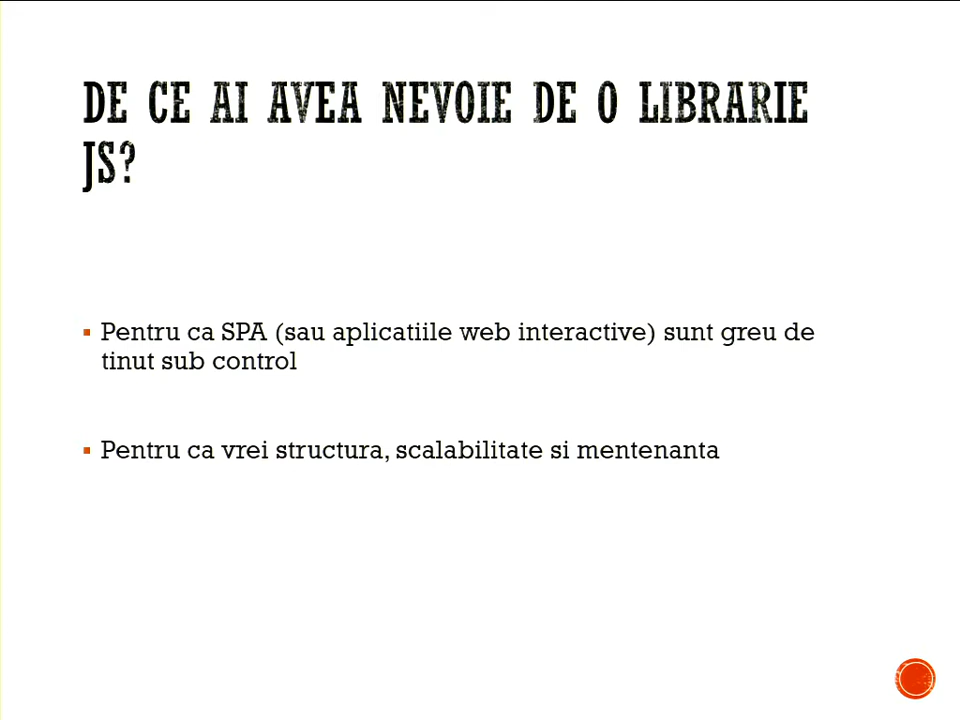 DE CE AI AVEA NEVOIE DE O LIBRARIE
JS?
Pentru ca SPA (sau aplicatiile web interactive) sunt greu de
tinut sub control
Pentru ca vrei structura, scalabilitate si mentenanta